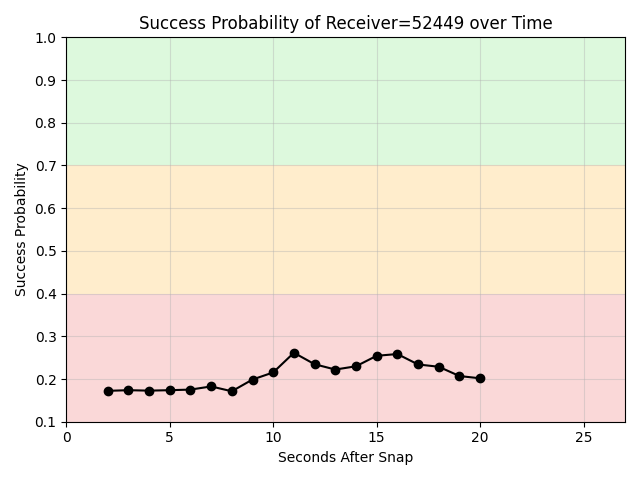 Success Probability of Receiver=52449 over Time
1.0
0.9
0.8
0.7
0.6
0.5
0.4
0.3
0.2
0.1
Success Probability
0 5 10 15 20 25
Seconds After Snap